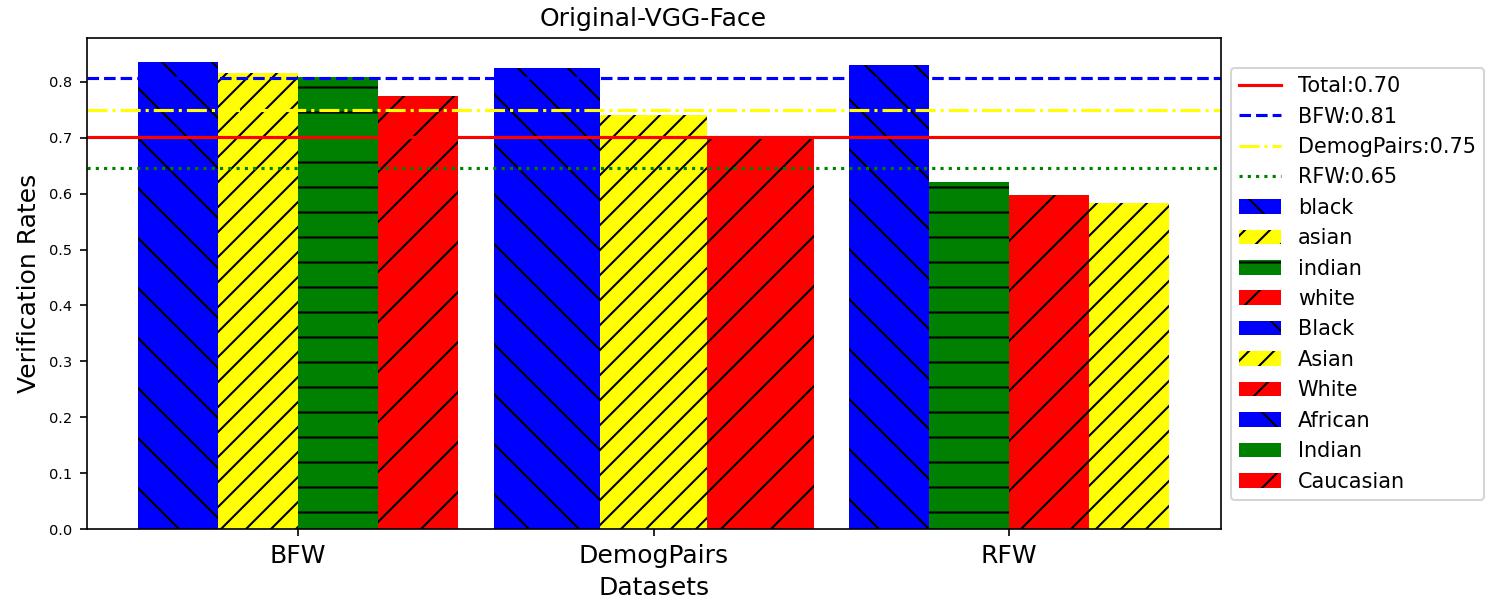 Original-VGG-Face
Verification Rates
0.8
0.7
0.6
0.5
0.4
0.3
0.2
0.1
0.0
BFW
DemogPairs
RFW
Datasets
Total:0.70
BFW:0.81
DemogPairs:0.75
RFW:0.65
black
asian
indian
white
Black
Asian
White
African
Indian
Caucasian